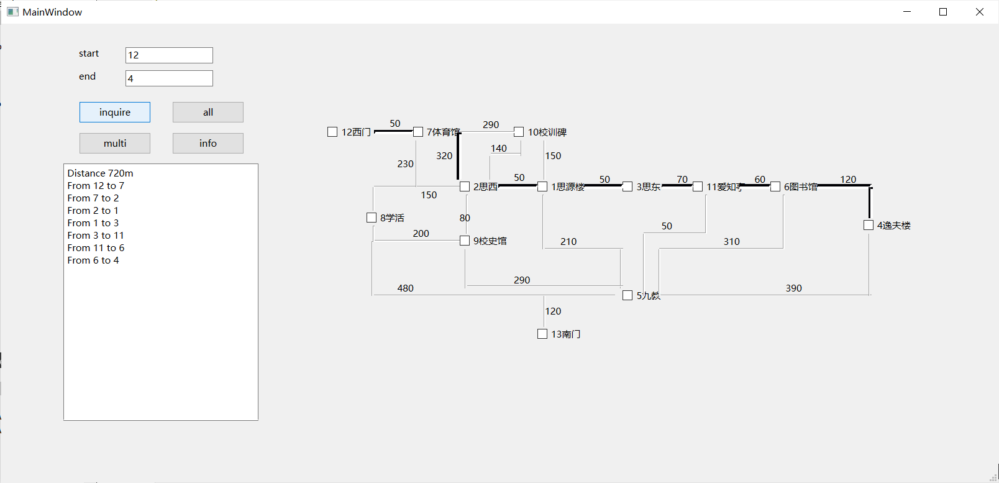 MainWindow
start
12
end
4
inquire
all
multi
info
Distance 720m
From 12 to 7
From 7 to 2
From 2 to 1
From 1 to 3
From 3 to 11
From 11 to 6
From 6 to 4
50
290
12西门
7体育馆
10校训碑
140
320
150
230
50
50
70
60
120
2思西
1思源楼
3思东
11爱知亭
6图书馆
150
8学活
80
50
4逸夫楼
200
9校史馆
210
310
290
480
390
5九教
120
13南门